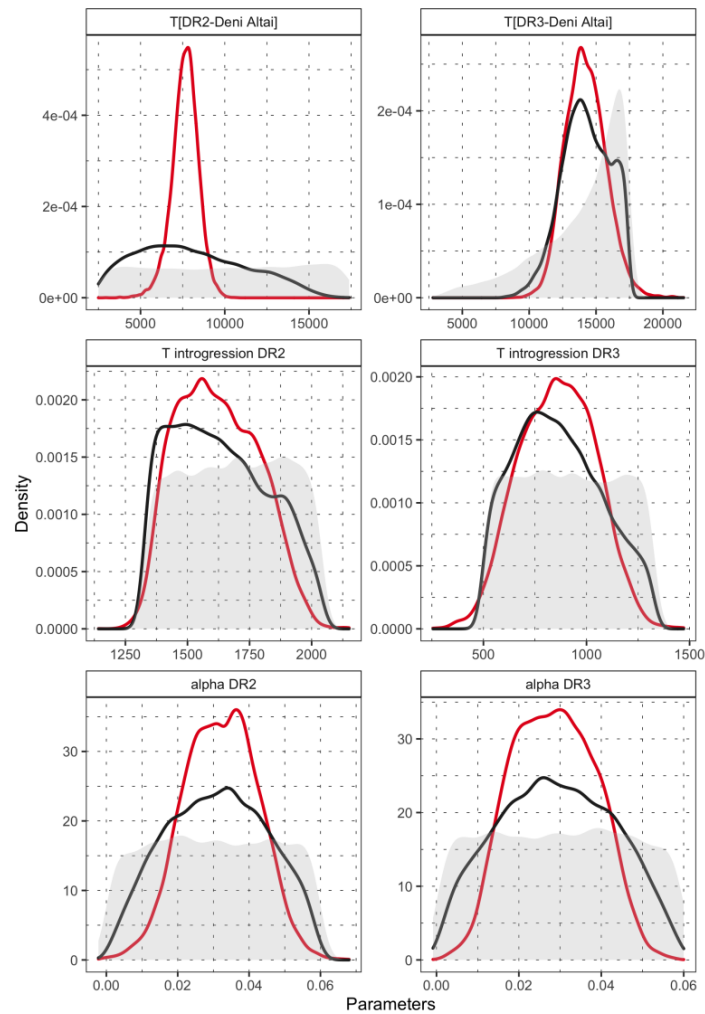 T[DR2-Deni Altai]
T[DR3-Deni Altai]
4e-04
2e-04
0e+00
5000 10000 15000
2e-04
1e-04
0e+00
5000 10000 15000 20000
T introgression DR2
T introgression DR3
0.0020
0.0015
0.0010
0.0005
0.0000
1250 1500 1750 2000
0.0020
0.0015
0.0010
0.0005
0.0000
500 1000 1500
Density
alpha DR2
alpha DR3
30
20
10
0
0.00 0.02 0.04 0.06
30
20
10
0
0.00 0.02 0.04 0.06
Parameters